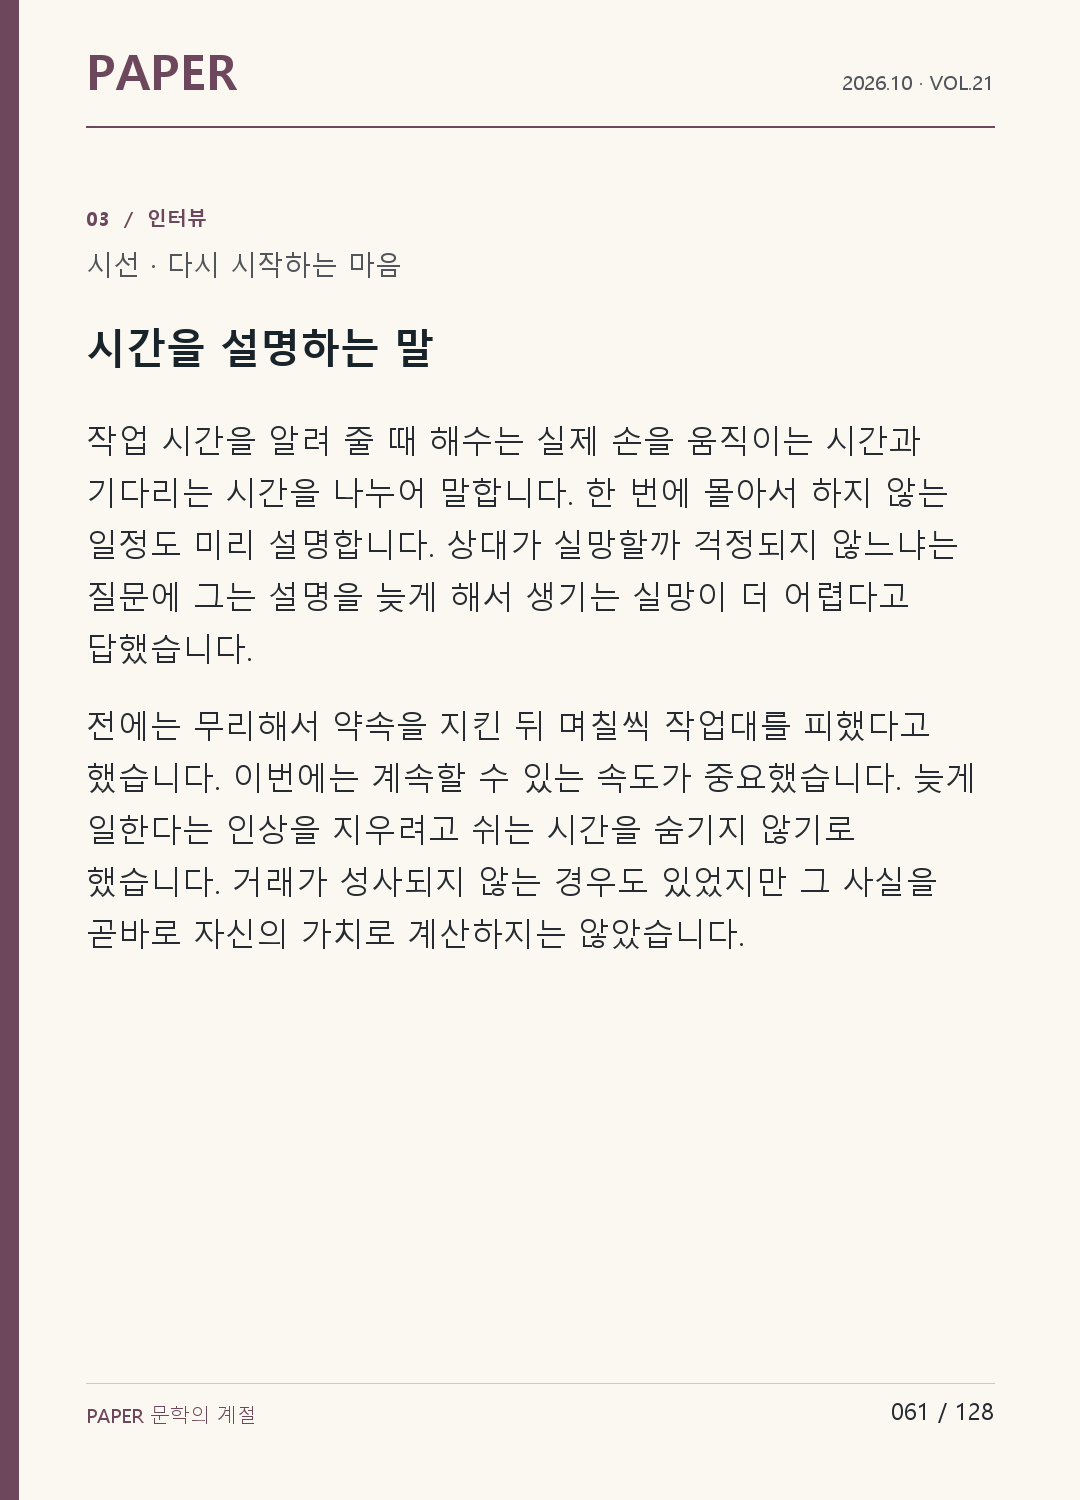 PAPER
2026.10 · VOL.21
03 / 인터뷰
시선 · 다시 시작하는 마음
시간을 설명하는 말
작업 시간을 알려 줄 때 해수는 실제 손을 움직이는 시간과
기다리는 시간을 나누어 말합니다. 한 번에 몰아서 하지 않는
일정도 미리 설명합니다. 상대가 실망할까 걱정되지 않느냐는
질문에 그는 설명을 늦게 해서 생기는 실망이 더 어렵다고
답했습니다.
전에는 무리해서 약속을 지킨 뒤 며칠씩 작업대를 피했다고
했습니다. 이번에는 계속할 수 있는 속도가 중요했습니다. 늦게
일한다는 인상을 지우려고 쉬는 시간을 숨기지 않기로
했습니다. 거래가 성사되지 않는 경우도 있었지만 그 사실을
곧바로 자신의 가치로 계산하지는 않았습니다.
PAPER 문학의 계절
061 / 128